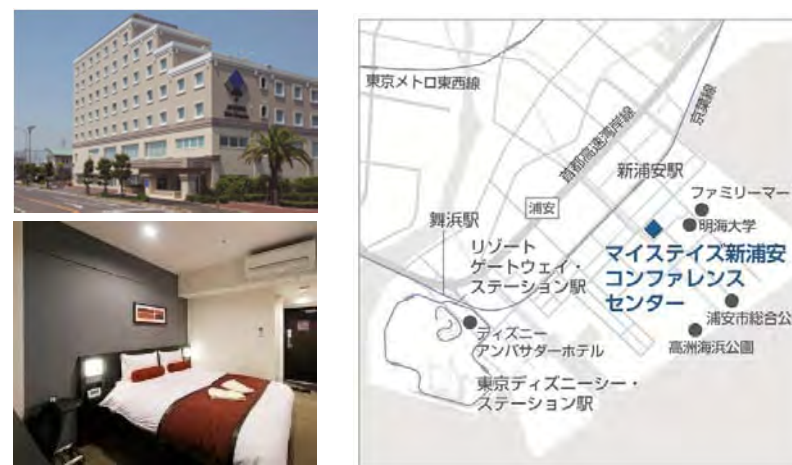 東京メトロ東西線
首都高速湾岸線
京葉線
新浦安駅
ファミリーマー
浦安
明海大学
舞浜駅
マイステイズ新浦安
コンファレンス
センター
リゾート
ゲートウェイ・
ステーション駅
浦安市総合公
高洲海浜公園
ディズニー
アンバサダーホテル
東京ディズニーシー・
ステーション駅